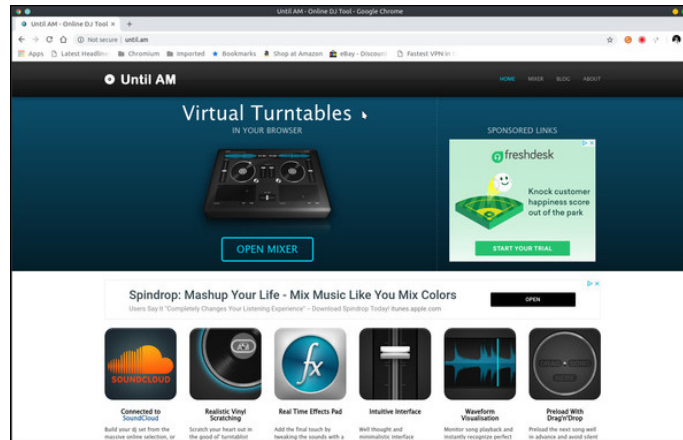 Until AM - Online DJ Tool - Google Chrome
Until AM - Online DJ Tool
Not secure | until.am
Apps Latest Headlines Chromium Imported Bookmarks Shop at Amazon eBay - Discount Fastest VPN in
Until AM
HOME MIXER BLOG ABOUT
Virtual Turntables
IN YOUR BROWSER
OPEN MIXER
SPONSORED LINKS
freshdesk
Knock customer
happiness score
out of the park
START YOUR TRIAL
Spindrop: Mashup Your Life - Mix Music Like You Mix Colors
Users Say It "Completely Changes Your Listening Experience" – Download Spindrop Today! itunes.apple.com
OPEN
SOUNDCLOUD
fx
DRAG SONG
HERE
Connected to
SoundCloud
Build your dj set from the
massive online selection, or
Realistic Vinyl
Scratching
Scratch your heart out in
the good ol' turntablist
Real Time Effects Pad
Add the final touch by
tweaking the sounds with a
Intuitive Interface
Well thought and
minimalistic interface
Waveform
Visualisation
Monitor song playback and
instantly recognize perfect
Preload With
Drag'n'Drop
Preload the next song well
in advance and avoid silent